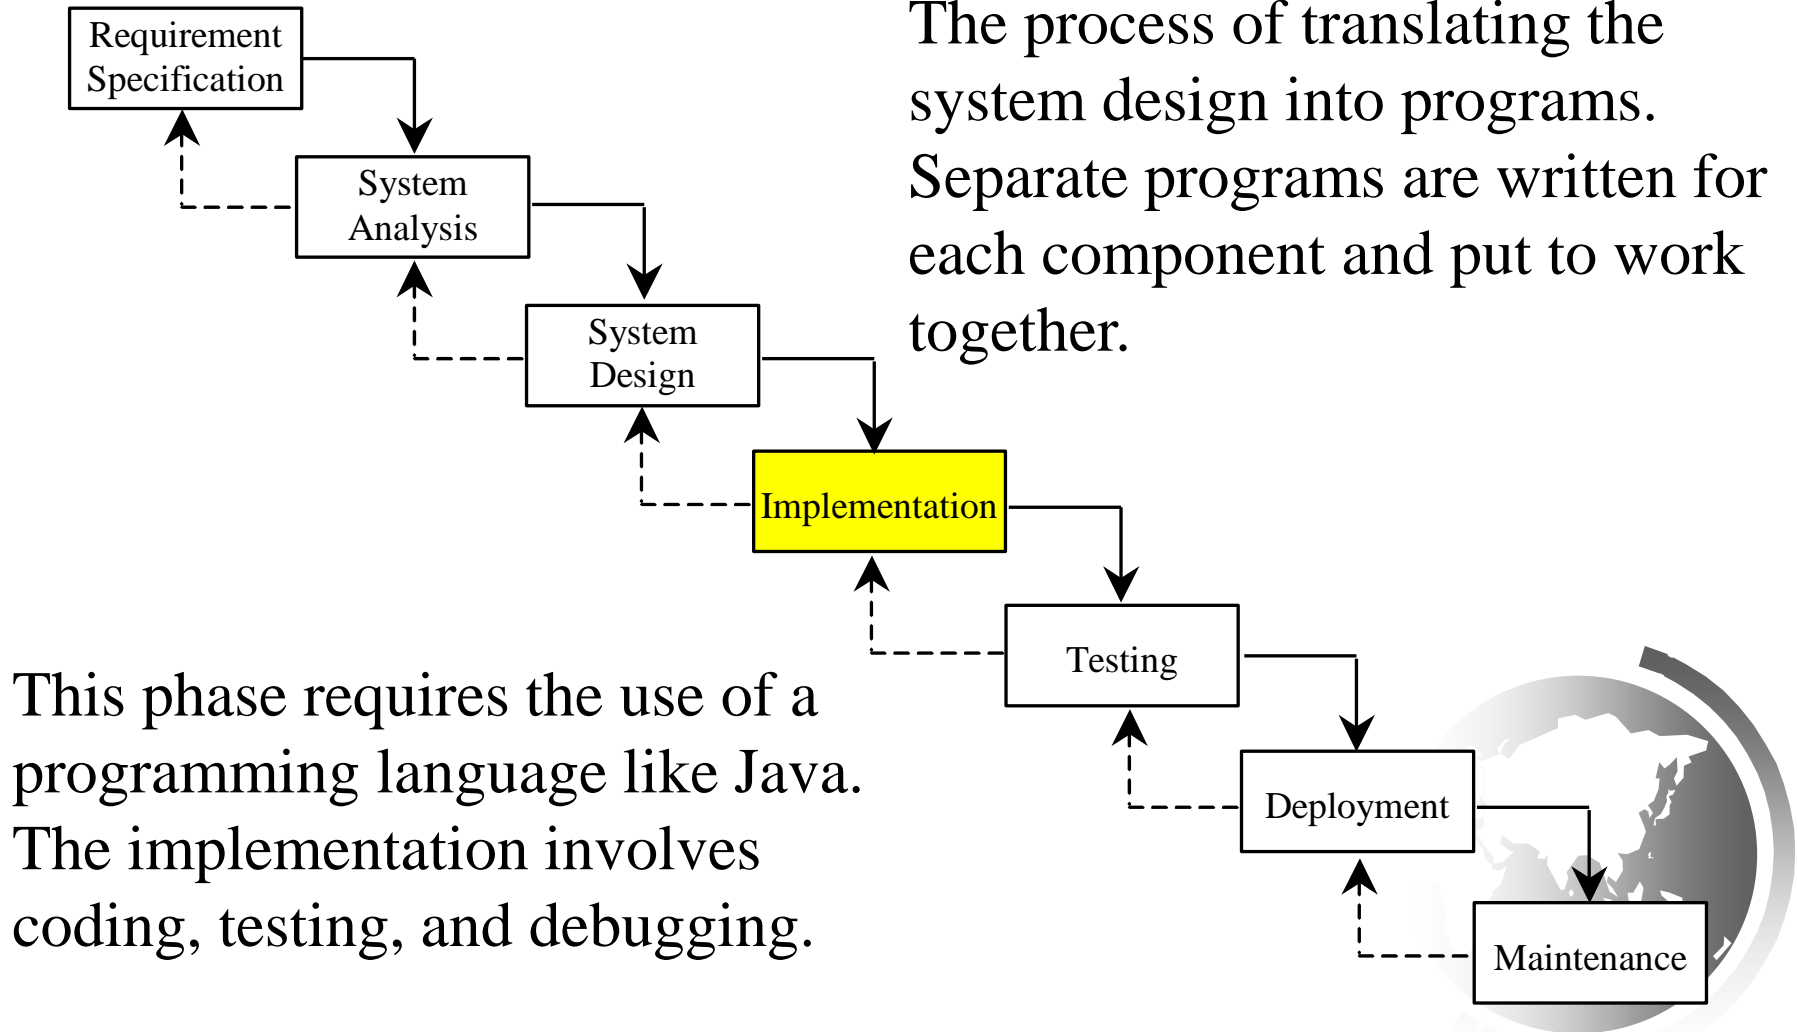 The process of translating the
system design into programs.
Separate programs are written for
each component and put to work
together.
Requirement
Specification
System
Analysis
System
Design
Implementation
Testing
Deployment
Maintenance
This phase requires the use of a
programming language like Java.
The implementation involves
coding, testing, and debugging.